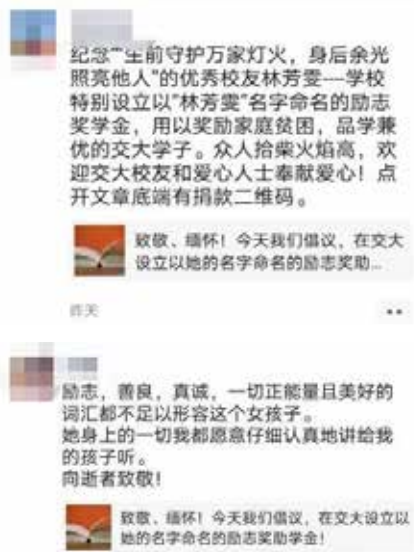 纪念“生前守护万家灯火，身后余光
照亮他人”的优秀校友林芳雯——学校
特别设立以“林芳雯”名字命名的励志
奖学金，用以奖励家庭贫困，品学兼
优的交大学子。众人拾柴火焰高，欢
迎交大校友和爱心人士奉献爱心！点
开文章底端有捐款二维码。
致敬、缅怀！今天我们倡议，在交大
设立以她的名字命名的励志奖助...
昨天
励志，善良，真诚，一切正能量且美好的
词汇都不足以形容这个女孩子。
她身上的一切我都愿意仔细认真地讲给我
的孩子听。
向逝者致敬！
致敬、缅怀！今天我们倡议，在交大设立以
她的名字命名的励志奖助学金！